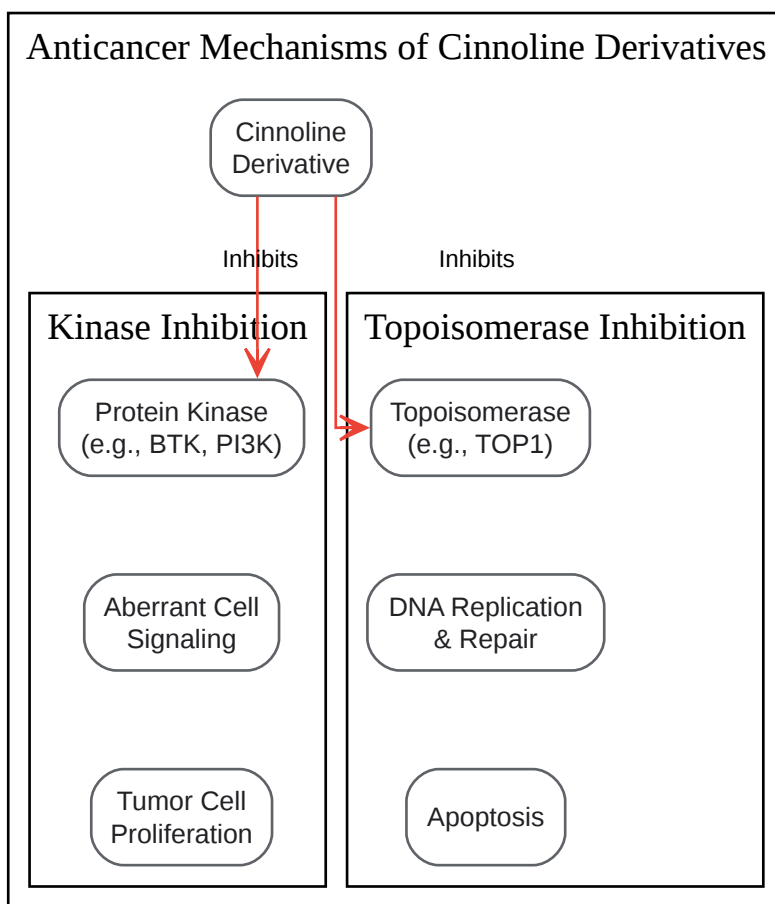 Anticancer Mechanisms of Cinnoline Derivatives
Cinnoline
Derivative
Inhibits
Inhibits
Kinase Inhibition
Protein Kinase
(e.g., BTK, PI3K)
Aberrant Cell
Signaling
Tumor Cell
Proliferation
Topoisomerase Inhibition
Topoisomerase
(e.g., TOP1)
DNA Replication
& Repair
Apoptosis